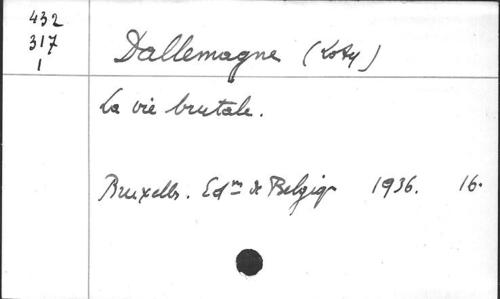 432
317
1
Dallemagne (Loty)
La vie brutale.
Bruxelles. Edns de Belgique 1936. 16.